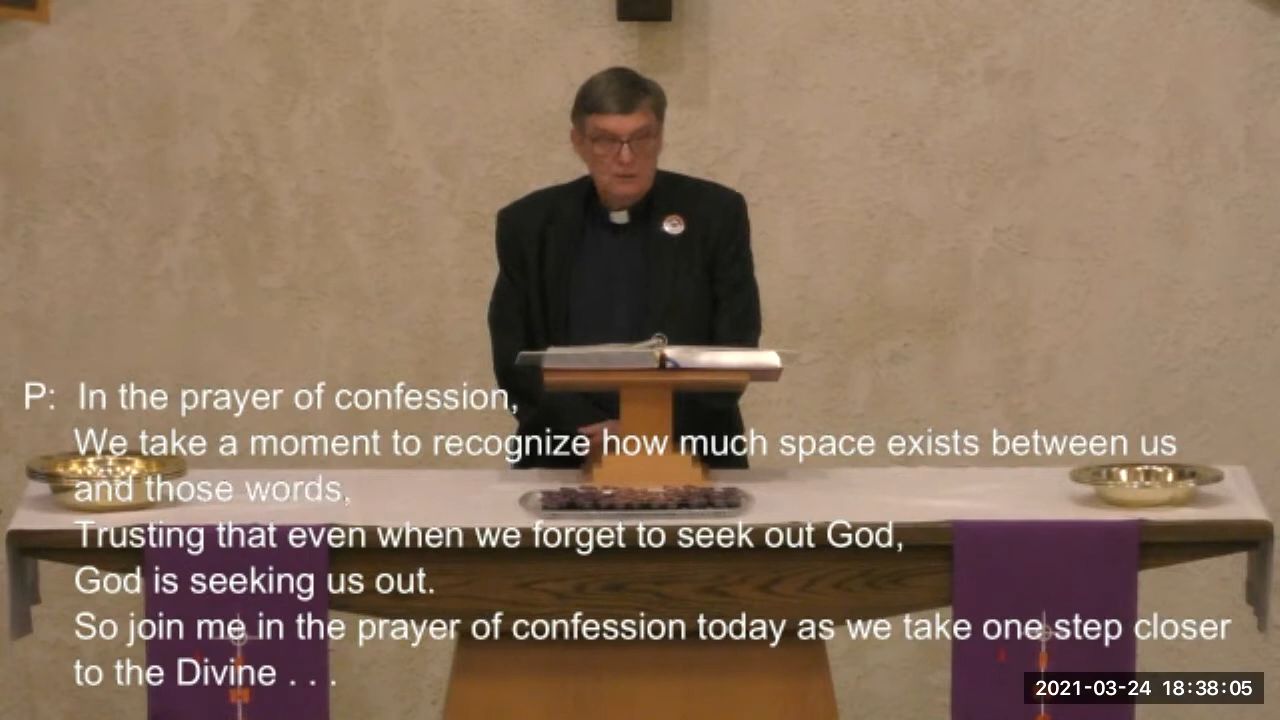 P: In the prayer of confession,
We take a moment to recognize how much space exists between us
and those words,
Trusting that even when we forget to seek out God,
God is seeking us out.
So join me in the prayer of confession today as we take one step closer
to the Divine . . .
2021-03-24 18:38:05